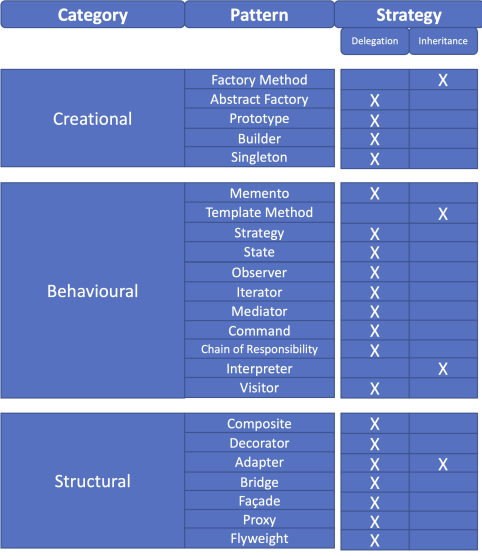 Category Pattern Strategy
Delegation Inheritance
Creational
Factory Method X
Abstract Factory X
Prototype X
Builder X
Singleton X
Behavioural
Memento X
Template Method X
Strategy X
State X
Observer X
Iterator X
Mediator X
Command X
Chain of Responsibility X
Interpreter X
Visitor X
Structural
Composite X
Decorator X
Adapter X X
Bridge X
Façade X
Proxy X
Flyweight X